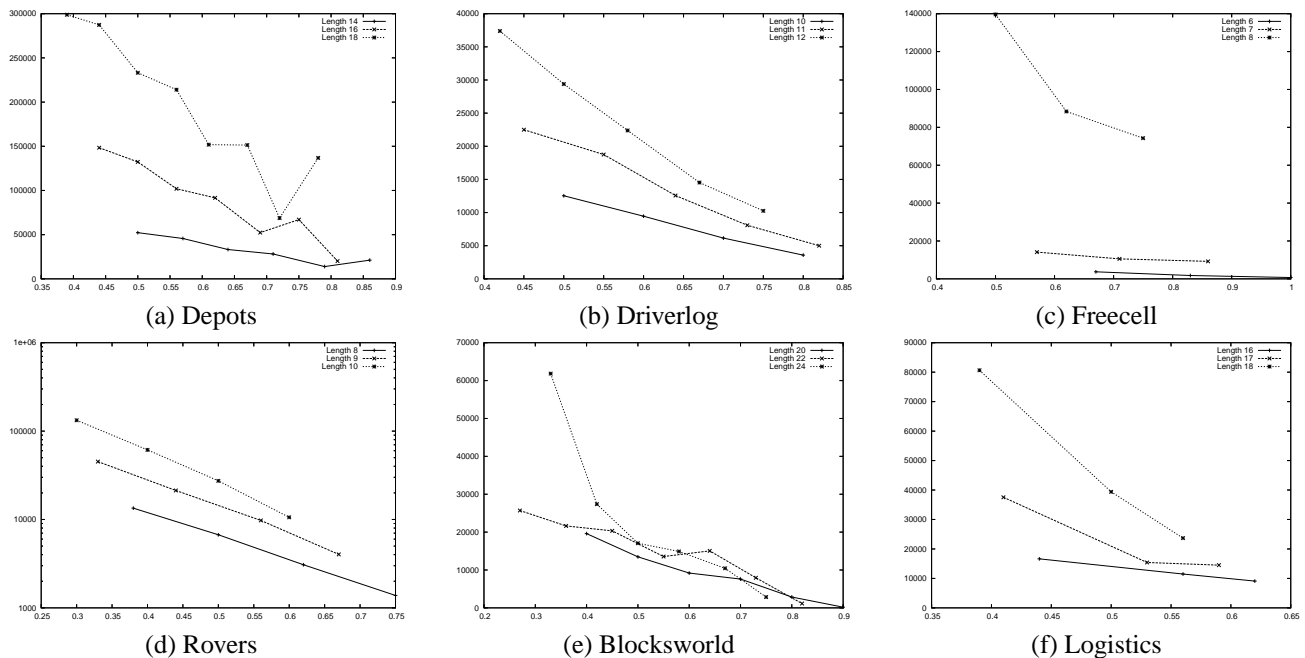 300000
250000
200000
150000
100000
50000
0
0.35 0.4 0.45 0.5 0.55 0.6 0.65 0.7 0.75 0.8 0.85 0.9
Length 14
Length 16
Length 18
(a) Depots
40000
35000
30000
25000
20000
15000
10000
5000
0
0.4 0.45 0.5 0.55 0.6 0.65 0.7 0.75 0.8 0.85
Length 10
Length 11
Length 12
(b) Driverlog
140000
120000
100000
80000
60000
40000
20000
0
0.4 0.5 0.6 0.7 0.8 0.9 1
Length 6
Length 7
Length 8
(c) Freecell
1e+06
100000
10000
1000
0.25 0.3 0.35 0.4 0.45 0.5 0.55 0.6 0.65 0.7 0.75
Length 8
Length 9
Length 10
(d) Rovers
70000
60000
50000
40000
30000
20000
10000
0
0.2 0.3 0.4 0.5 0.6 0.7 0.8 0.9
Length 20
Length 22
Length 24
(e) Blocksworld
90000
80000
70000
60000
50000
40000
30000
20000
10000
0
0.35 0.4 0.45 0.5 0.55 0.6 0.65
Length 16
Length 17
Length 18
(f) Logistics